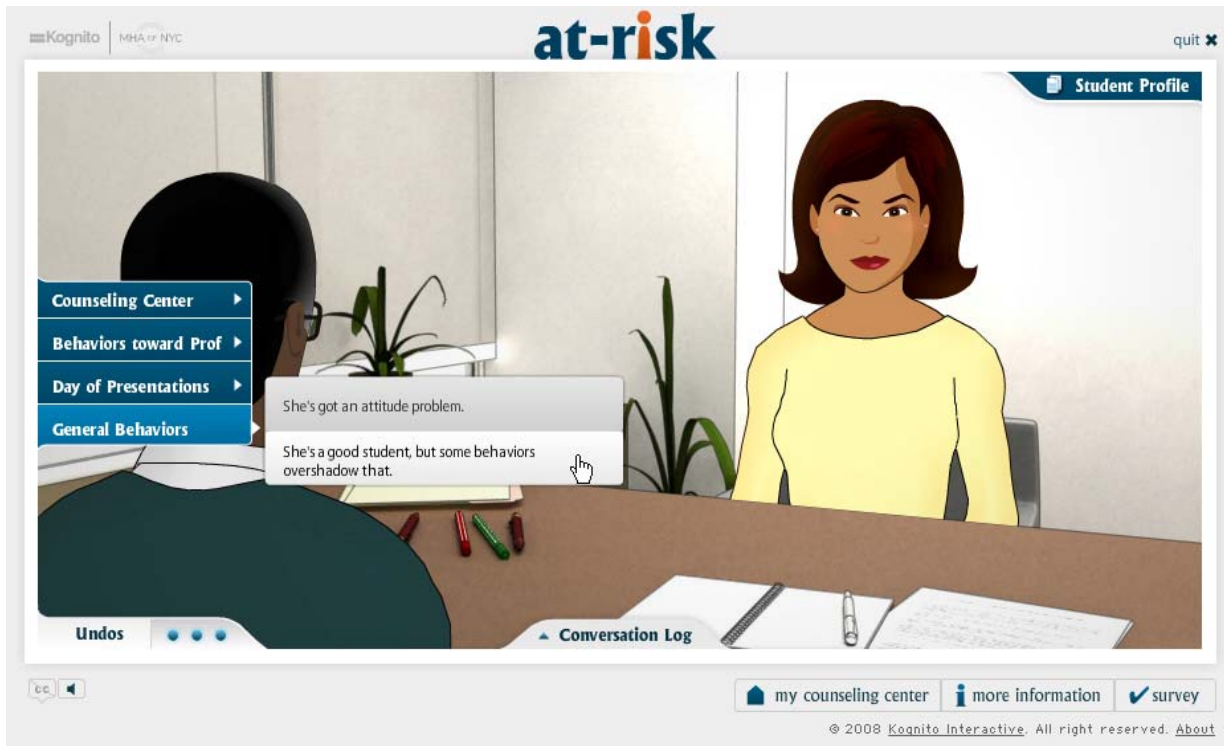 Kognito
MHA OF NYC
at-risk
quit ✖
Student Profile
Counseling Center
Behaviors toward Prof
Day of Presentations
General Behaviors
She's got an attitude problem.
She's a good student, but some behaviors
overshadow that.
Undos
Conversation Log
cc
my counseling center
more information
survey
© 2008 Kognito Interactive. All right reserved. About